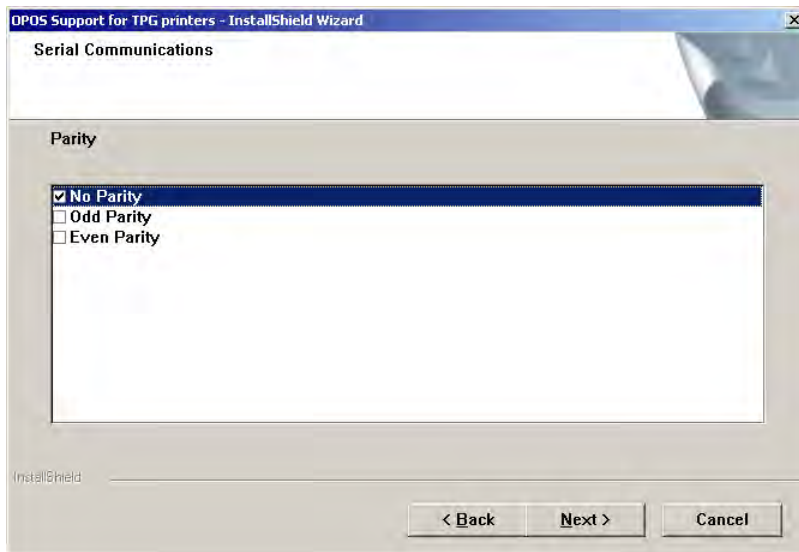 OPOS Support for TPG printers - InstallShield Wizard
Serial Communications
Parity
No Parity
Odd Parity
Even Parity
InstallShield
< Back Next > Cancel